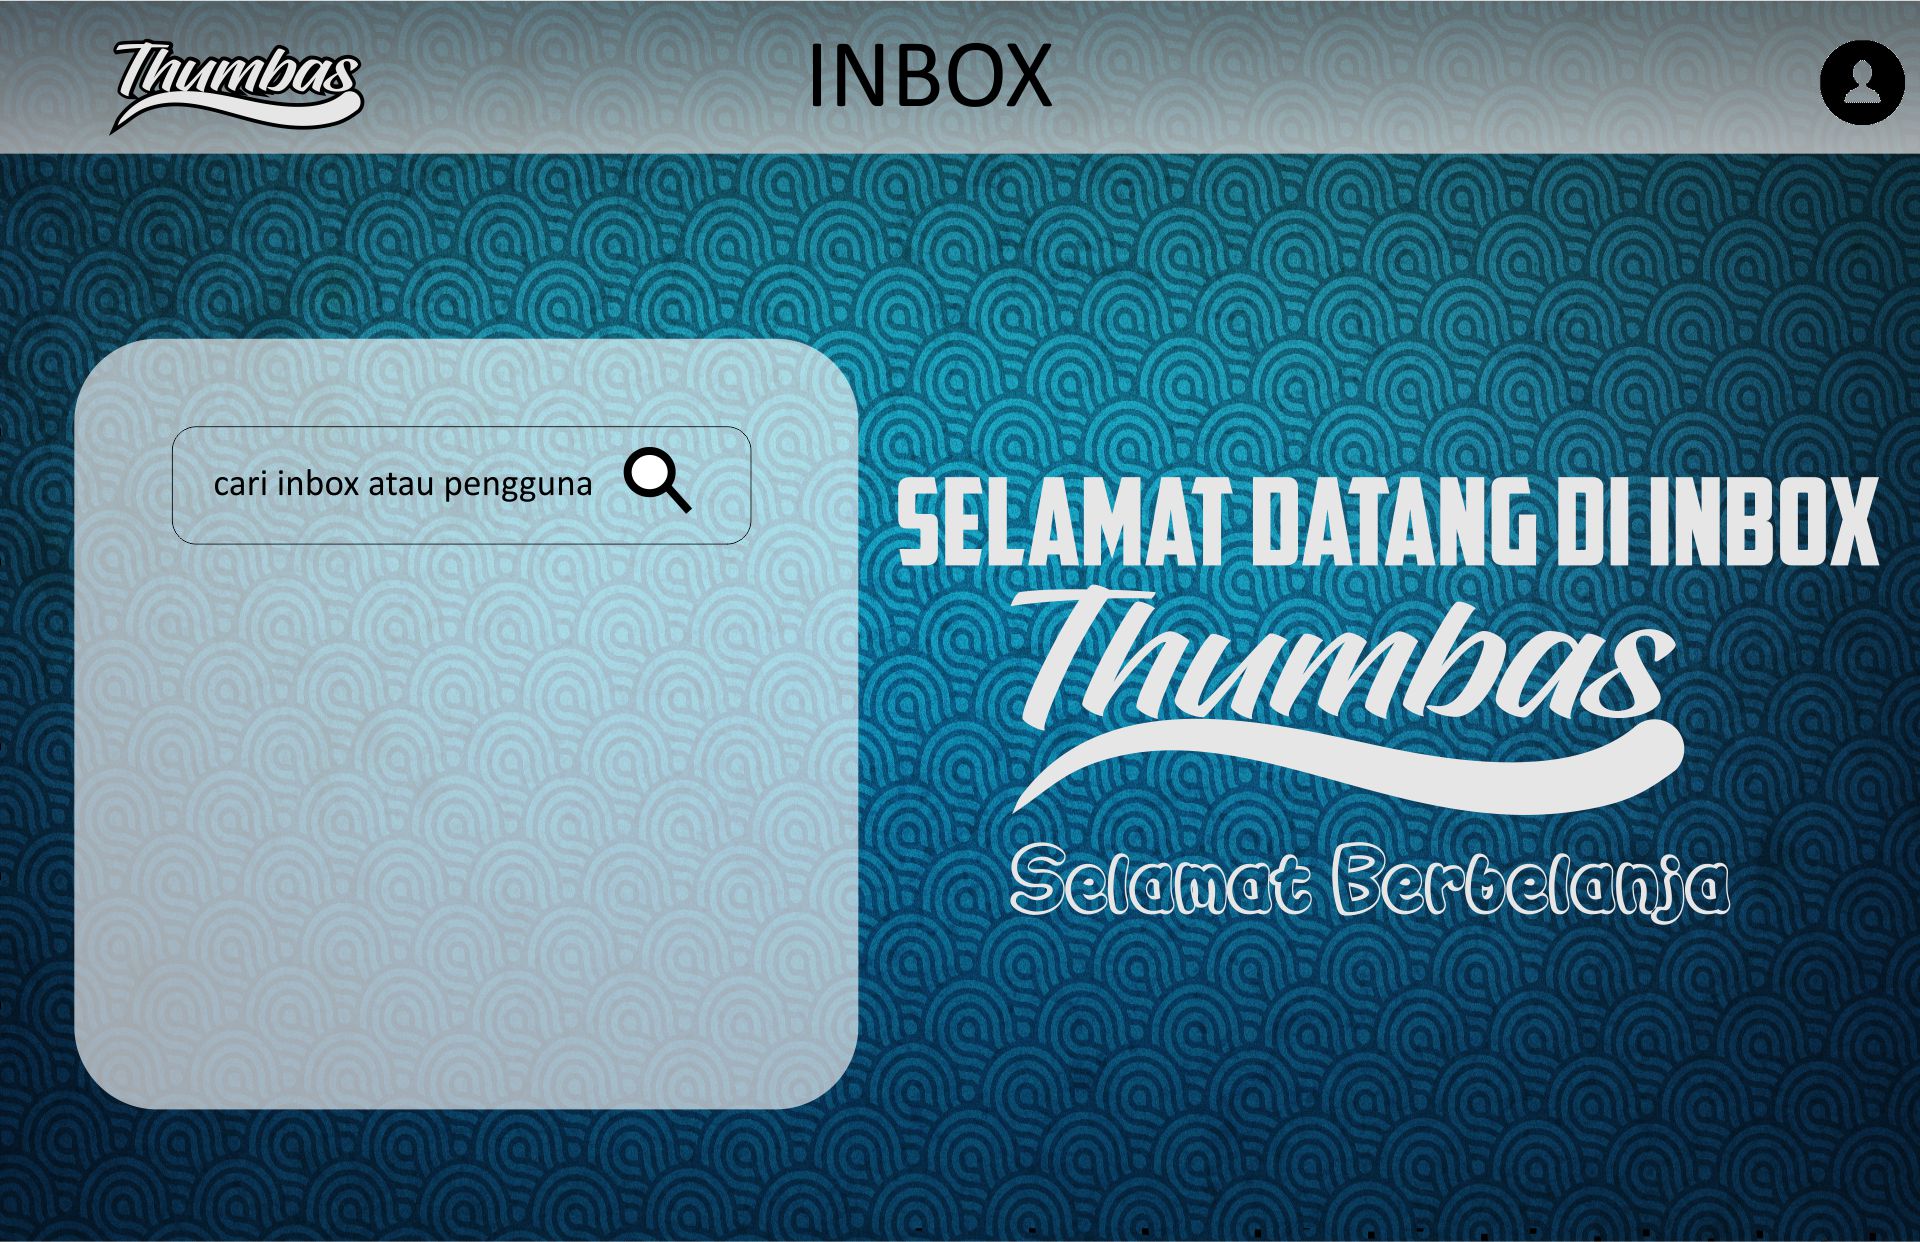 Thumbas
INBOX
cari inbox atau pengguna
SELAMAT DATANG DI INBOX
Thumbas
Selamat Berbelanja